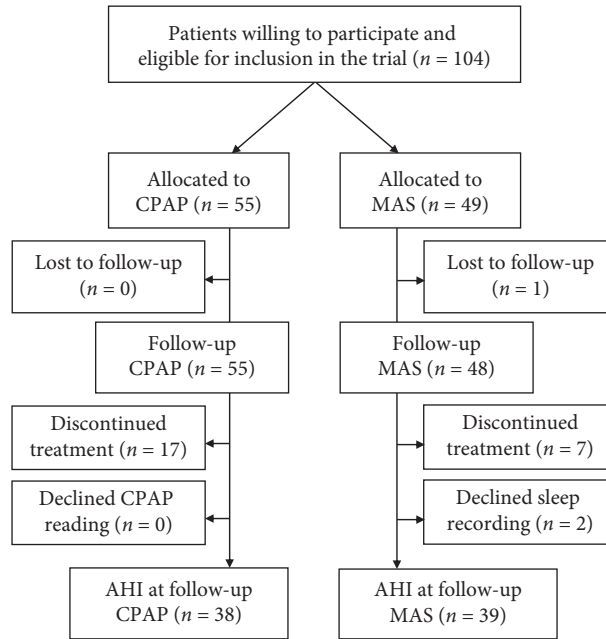 Patients willing to participate and
eligible for inclusion in the trial (n = 104)
Allocated to
CPAP (n = 55)
Allocated to
MAS (n = 49)
Lost to follow-up
(n = 0)
Lost to follow-up
(n = 1)
Follow-up
CPAP (n = 55)
Follow-up
MAS (n = 48)
Discontinued
treatment (n = 17)
Discontinued
treatment (n = 7)
Declined CPAP
reading (n = 0)
Declined sleep
recording (n = 2)
AHI at follow-up
CPAP (n = 38)
AHI at follow-up
MAS (n = 39)